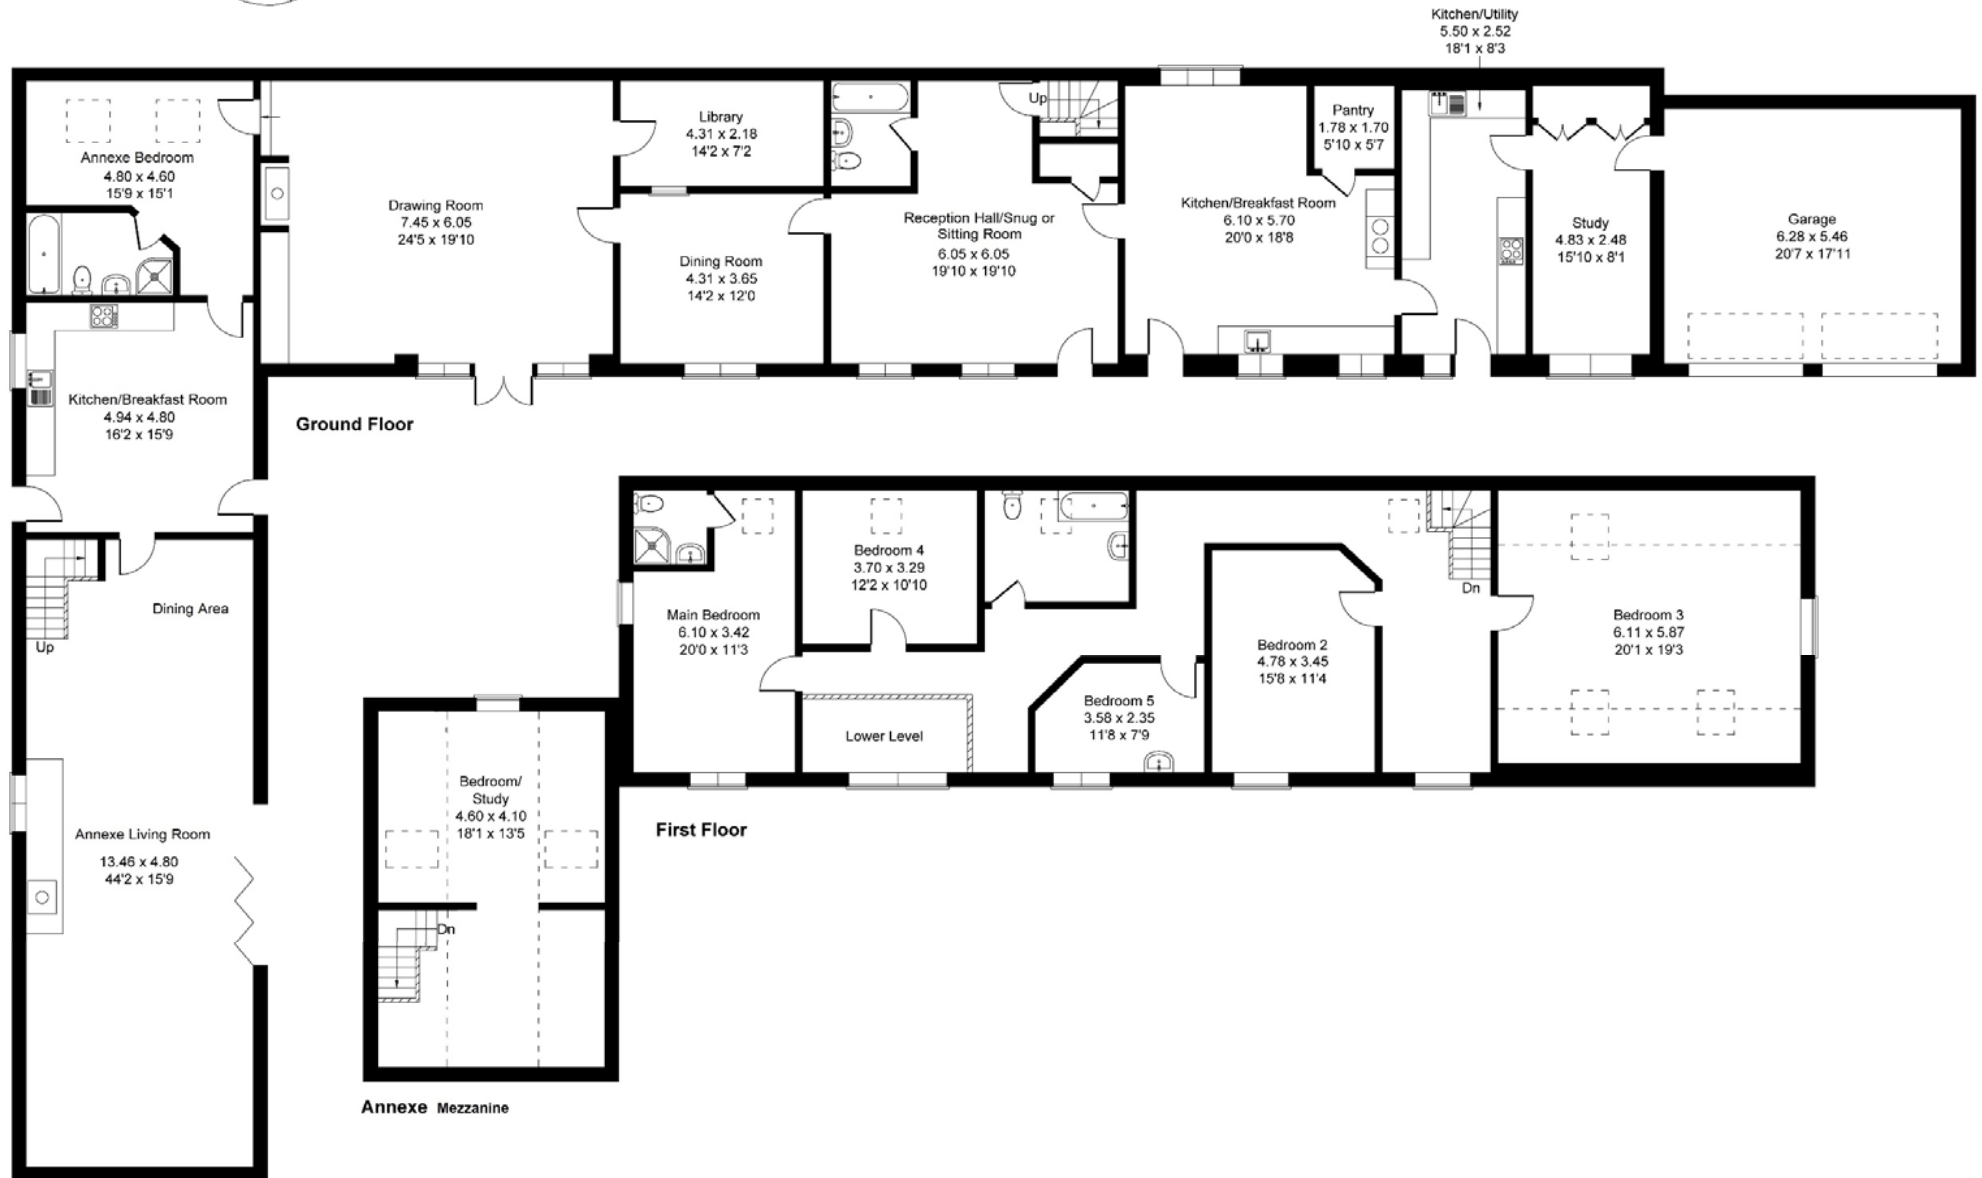 Kitchen/Utility
5.50 x 2.52
18'1 x 8'3
Annexe Bedroom
4.80 x 4.60
15'9 x 15'1
Drawing Room
7.45 x 6.05
24'5 x 19'10
Library
4.31 x 2.18
14'2 x 7'2
Dining Room
4.31 x 3.65
14'2 x 12'0
Up
Reception Hall/Snug or
Sitting Room
6.05 x 6.05
19'10 x 19'10
Kitchen/Breakfast Room
6.10 x 5.70
20'0 x 18'8
Pantry
1.78 x 1.70
5'10 x 5'7
Study
4.83 x 2.48
15'10 x 8'1
Garage
6.28 x 5.46
20'7 x 17'11
Kitchen/Breakfast Room
4.94 x 4.80
16'2 x 15'9
Ground Floor
Dining Area
Up
Annexe Living Room
13.46 x 4.80
44'2 x 15'9
Main Bedroom
6.10 x 3.42
20'0 x 11'3
Bedroom 4
3.70 x 3.29
12'2 x 10'10
Lower Level
Bedroom 5
3.58 x 2.35
11'8 x 7'9
Bedroom 2
4.78 x 3.45
15'8 x 11'4
Dn
Bedroom 3
6.11 x 5.87
20'1 x 19'3
First Floor
Bedroom/
Study
4.60 x 4.10
18'1 x 13'5
Dn
Annexe Mezzanine